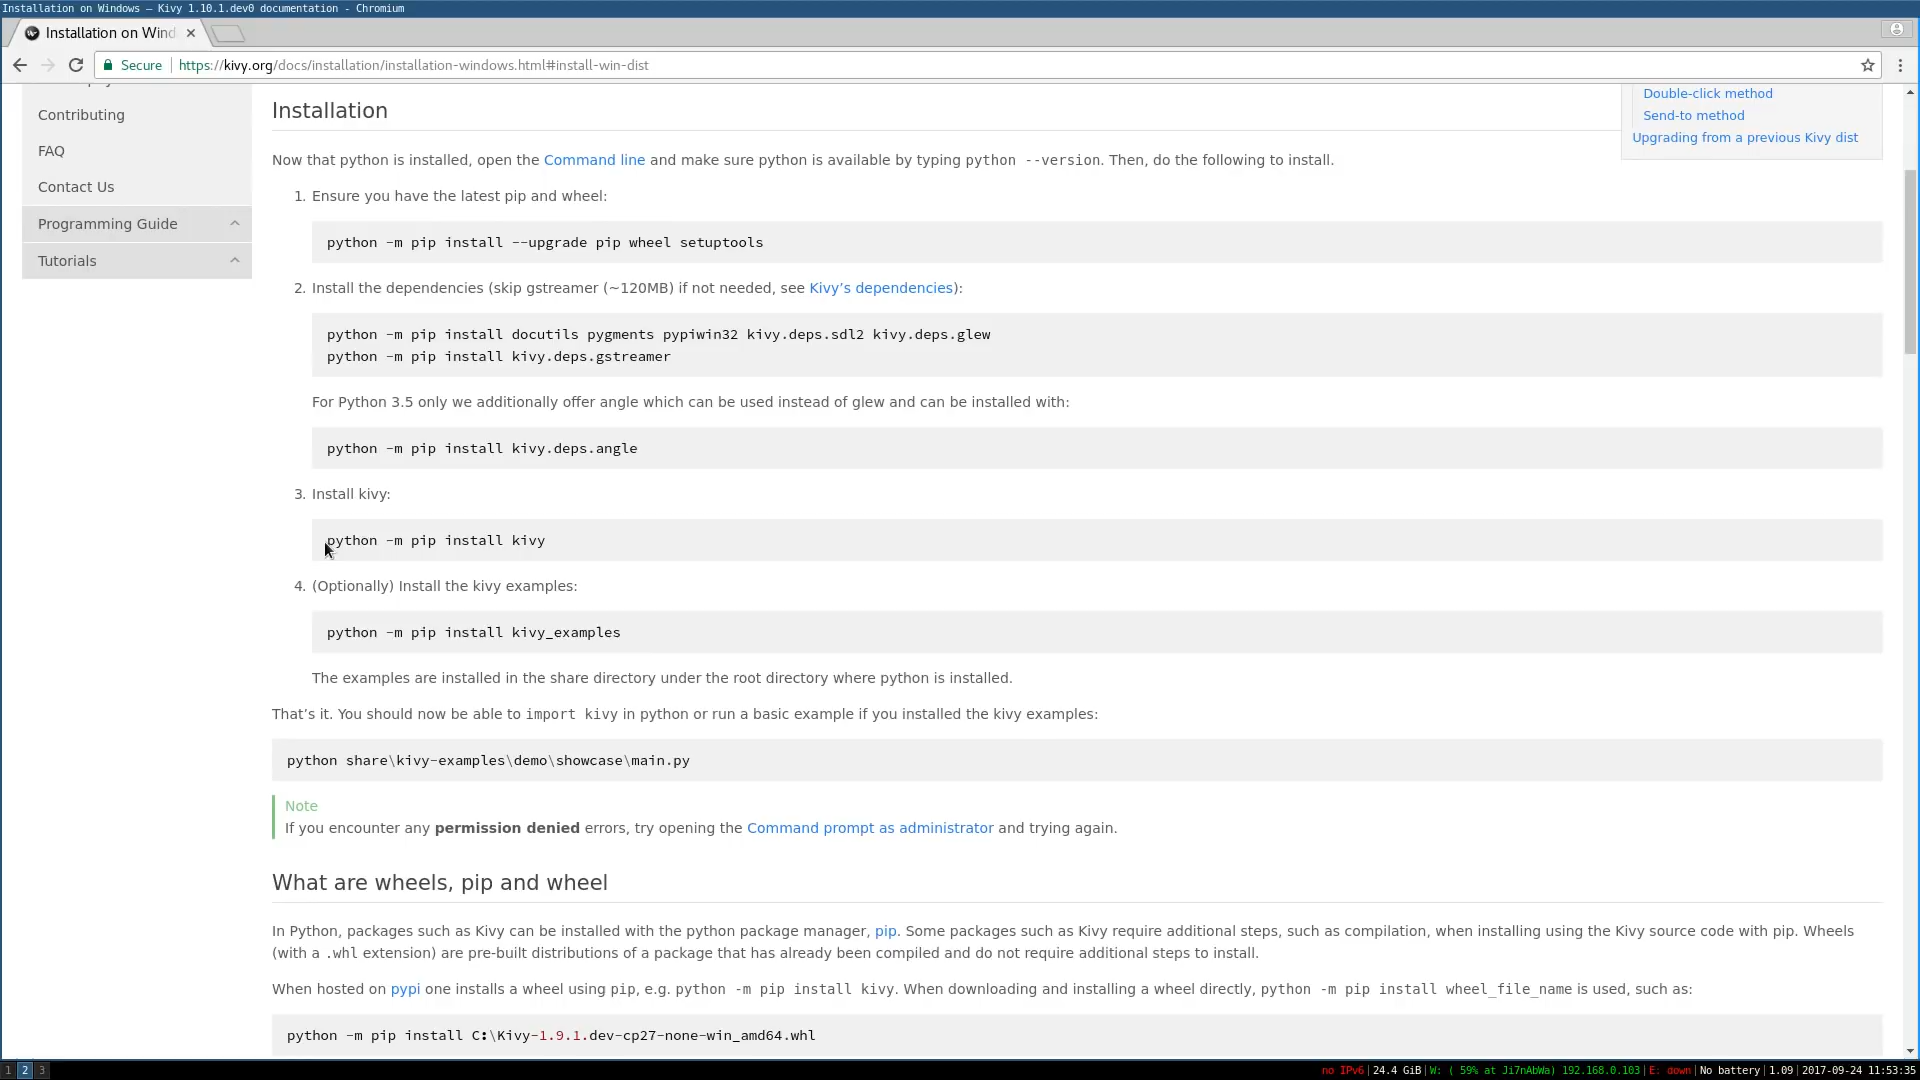 Installation on Windows — Kivy 1.10.1.dev0 documentation - Chromium
Installation on Wind
Secure
https://kivy.org/docs/installation/installation-windows.html#install-win-dist
Contributing
FAQ
Contact Us
Programming Guide
Tutorials
Double-click method
Send-to method
Upgrading from a previous Kivy dist
Installation
Now that python is installed, open the Command line and make sure python is available by typing python --version. Then, do the following to install.
1. Ensure you have the latest pip and wheel:
python -m pip install --upgrade pip wheel setuptools
2. Install the dependencies (skip gstreamer (~120MB) if not needed, see Kivy’s dependencies):
python -m pip install docutils pygments pypiwin32 kivy.deps.sdl2 kivy.deps.glew
python -m pip install kivy.deps.gstreamer
For Python 3.5 only we additionally offer angle which can be used instead of glew and can be installed with:
python -m pip install kivy.deps.angle
3. Install kivy:
python -m pip install kivy
4. (Optionally) Install the kivy examples:
python -m pip install kivy_examples
The examples are installed in the share directory under the root directory where python is installed.
That’s it. You should now be able to import kivy in python or run a basic example if you installed the kivy examples:
python share\kivy-examples\demo\showcase\main.py
Note
If you encounter any permission denied errors, try opening the Command prompt as administrator and trying again.
What are wheels, pip and wheel
In Python, packages such as Kivy can be installed with the python package manager, pip. Some packages such as Kivy require additional steps, such as compilation, when installing using the Kivy source code with pip. Wheels
(with a .whl extension) are pre-built distributions of a package that has already been compiled and do not require additional steps to install.
When hosted on pypi one installs a wheel using pip, e.g. python -m pip install kivy. When downloading and installing a wheel directly, python -m pip install wheel_file_name is used, such as:
python -m pip install C:\Kivy-1.9.1.dev-cp27-none-win_amd64.whl
1 2 3
no IPv6|24.4 GiB|W: ( 59% at Ji7nAbWa) 192.168.0.103|E: down|No battery|1.09|2017-09-24 11:53:35